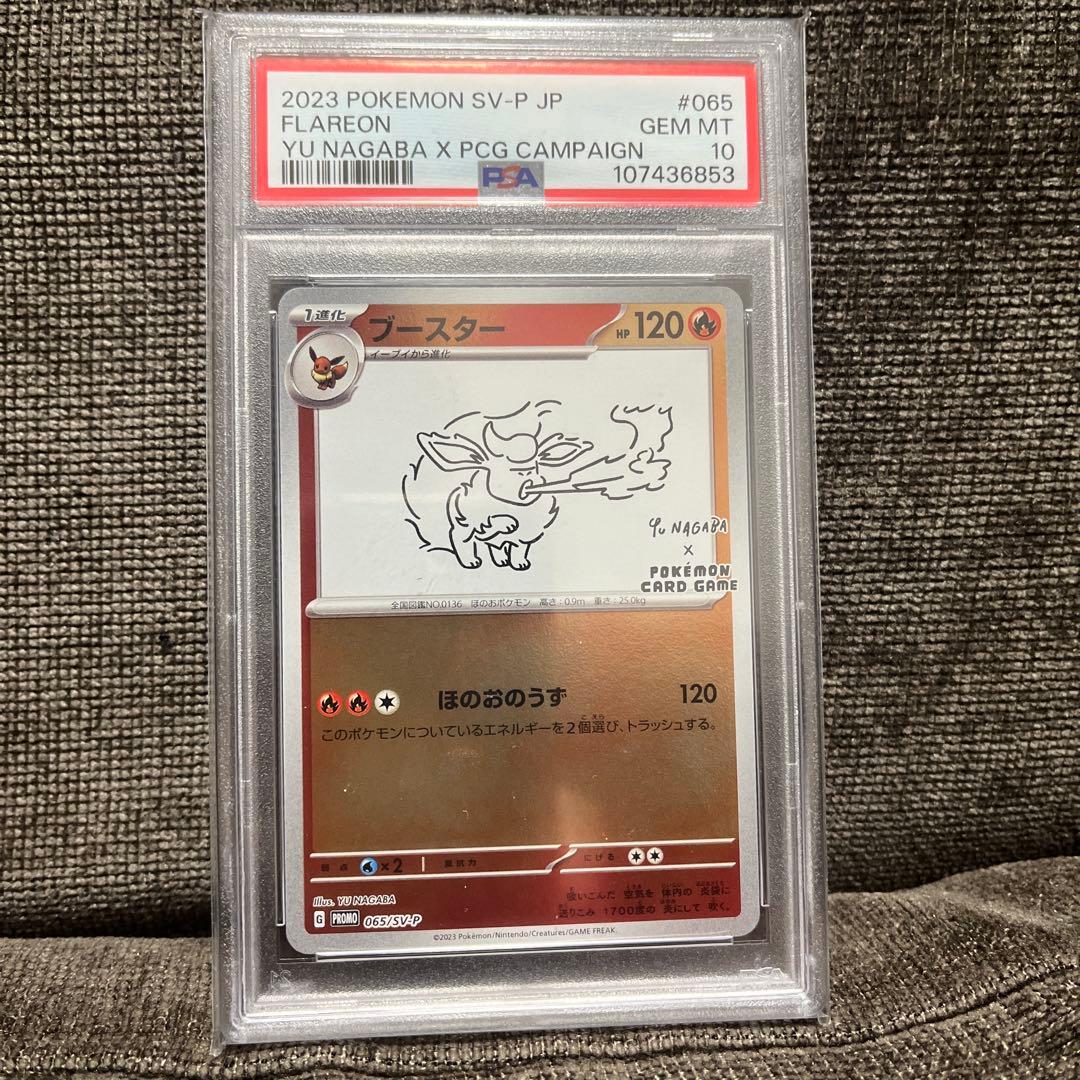 2023 POKEMON SV-P JP #065
FLAREON GEM MT
YU NAGABA X PCG CAMPAIGN 10
PSA 107436853
1進化 ブースター HP 120
イーブイから進化
Yu NAGABA
X
POKÉMON
CARD GAME
全国図鑑NO.0136 ほのおポケモン 高さ:0.9m 重さ:25.0kg
ほのおのうず 120
このポケモンについているエネルギーを2個選び、トラッシュする。
弱点 ×2 抵抗力 にげる
吸いこんだ 空気を 体内の 炎袋に
送りこみ 1700度の 炎にして 吹く。
Illus. YU NAGABA
G PROMO 065/SV-P
©2023 Pokémon/Nintendo/Creatures/GAME FREAK.